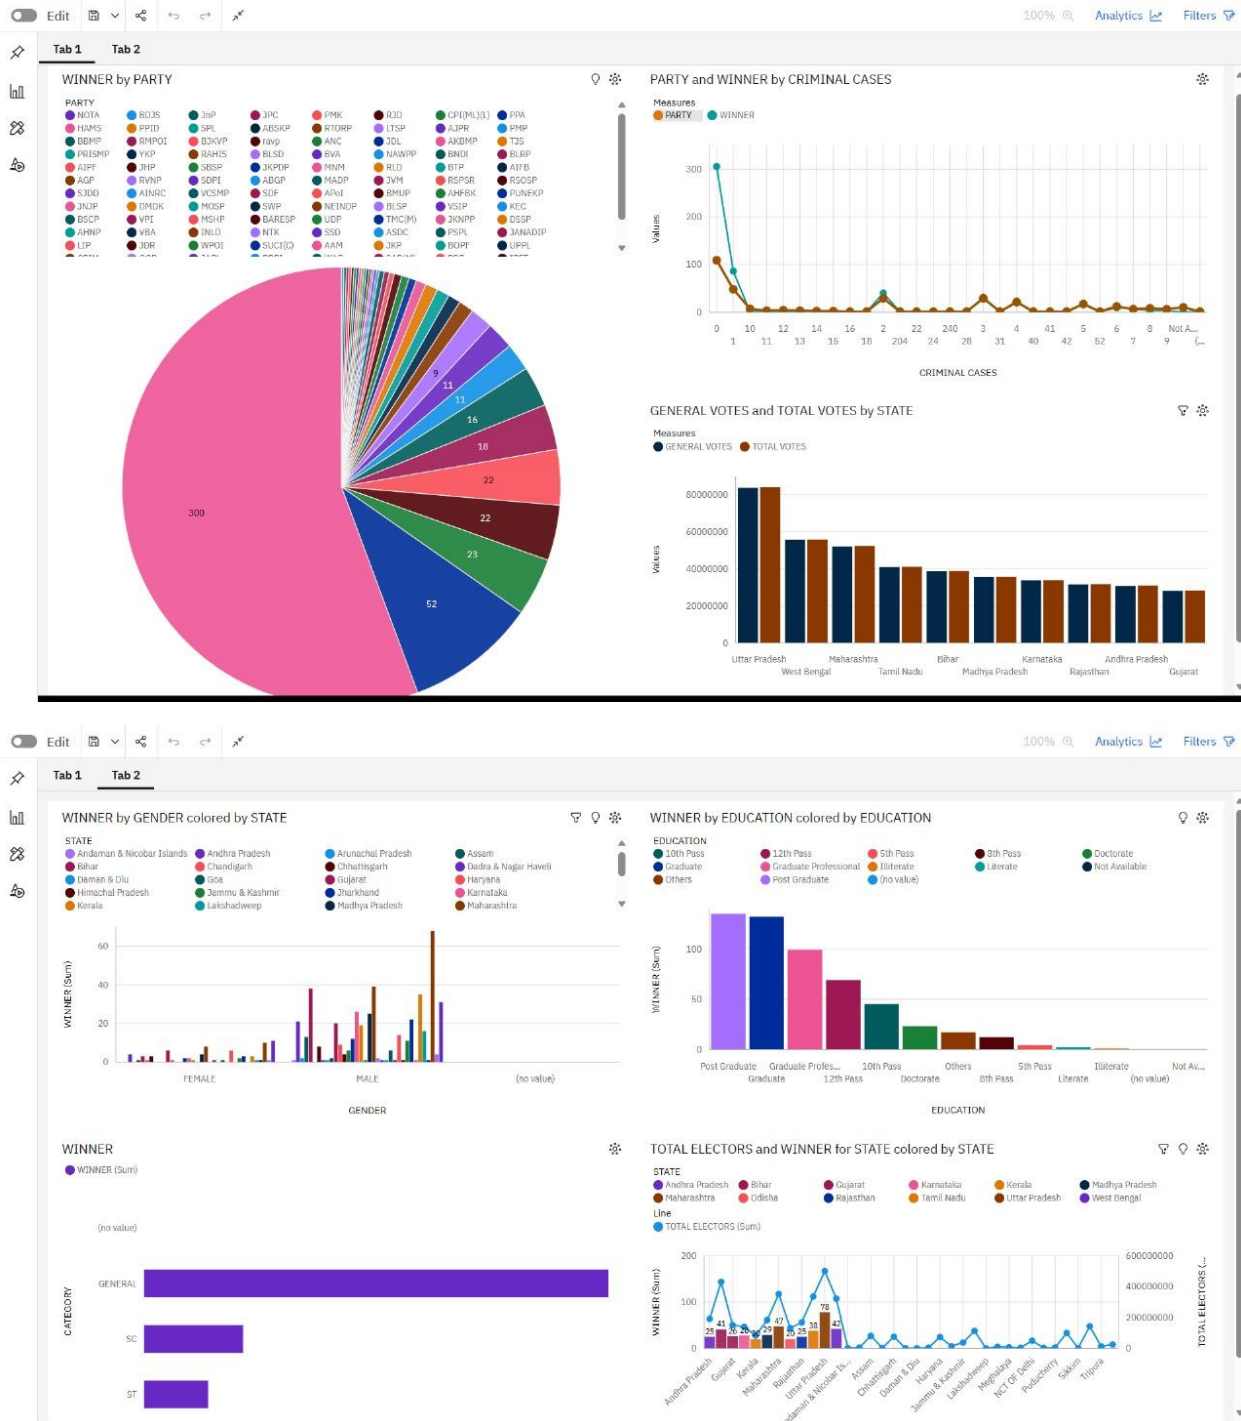 Edit
100% Analytics Filters
Tab 1 Tab 2
WINNER by PARTY
PARTY
NOTA BDJS JnP JPC PMK RJD CPI(ML)(L) PPA
HAMS PPID SPL ABSKP RTORP LTSP AJPR PMP
BBMP RMPOI BJKVP ravp ANC JDL AKBMP TJS
PRISMP YKP RAHIS BLSD BVA NAWPP BNDl BLRP
AIPF JHP SBSP JKPDP MNM RLD BTP AIFB
AGP RVNP SDPI ABGP MADP JVM RSPSR RSOSP
SJDD AINRC VCSMP SDF APoI BMUP AHFBK PUNEKP
JNJP DMDK MOSP SWP NEINDP BLSP VSIP KEC
BSCP VPI MSHP BARESP UDP TMC(M) JKNPP DSSP
AHNP VBA INLD NTK SSD ASDC PSPL JANADIP
LIP JDR WPOI SUCI(C) AAM JKP BOPF UPPL
9
11
11
16
18
22
22
23
52
300
PARTY and WINNER by CRIMINAL CASES
Measures
PARTY WINNER
Values
300
200
100
0
0 10 12 14 16 2 22 240 3 4 41 5 6 8 Not A...
1 11 13 15 18 204 24 28 31 40 42 52 7 9 (...
CRIMINAL CASES
GENERAL VOTES and TOTAL VOTES by STATE
Measures
GENERAL VOTES TOTAL VOTES
Values
80000000
60000000
40000000
20000000
0
Uttar Pradesh Maharashtra Bihar Karnataka Andhra Pradesh
West Bengal Tamil Nadu Madhya Pradesh Rajasthan Gujarat
Edit
100% Analytics Filters
Tab 1 Tab 2
WINNER by GENDER colored by STATE
STATE
Andaman & Nicobar Islands Andhra Pradesh Arunachal Pradesh Assam
Bihar Chandigarh Chhattisgarh Dadra & Nagar Haveli
Daman & Diu Goa Gujarat Haryana
Himachal Pradesh Jammu & Kashmir Jharkhand Karnataka
Kerala Lakshadweep Madhya Pradesh Maharashtra
WINNER (Sum)
60
40
20
0
FEMALE MALE (no value)
GENDER
WINNER by EDUCATION colored by EDUCATION
EDUCATION
10th Pass 12th Pass 5th Pass 8th Pass Doctorate
Graduate Graduate Professional Illiterate Literate Not Available
Others Post Graduate (no value)
WINNER (Sum)
100
50
0
Post Graduate Graduate Profes... 10th Pass Others 5th Pass Illiterate Not Av...
Graduate 12th Pass Doctorate 8th Pass Literate (no value)
EDUCATION
WINNER
WINNER (Sum)
CATEGORY
(no value)
GENERAL
SC
ST
TOTAL ELECTORS and WINNER for STATE colored by STATE
STATE
Andhra Pradesh Bihar Gujarat Karnataka Kerala Madhya Pradesh
Maharashtra Odisha Rajasthan Tamil Nadu Uttar Pradesh West Bengal
Line
TOTAL ELECTORS (Sum)
WINNER (Sum)
200
100
0
25 41 26 28 29 47 20 25 38 78 42
600000000
400000000
200000000
0
TOTAL ELECTORS (...
Andhra Pradesh Gujarat Kerala Maharashtra Rajasthan Uttar Pradesh
Assam Chhattisgarh Daman & Diu Haryana Jammu & Kashmir Lakshadweep Meghalaya NCT OF Delhi Puducherry Sikkim Tripura